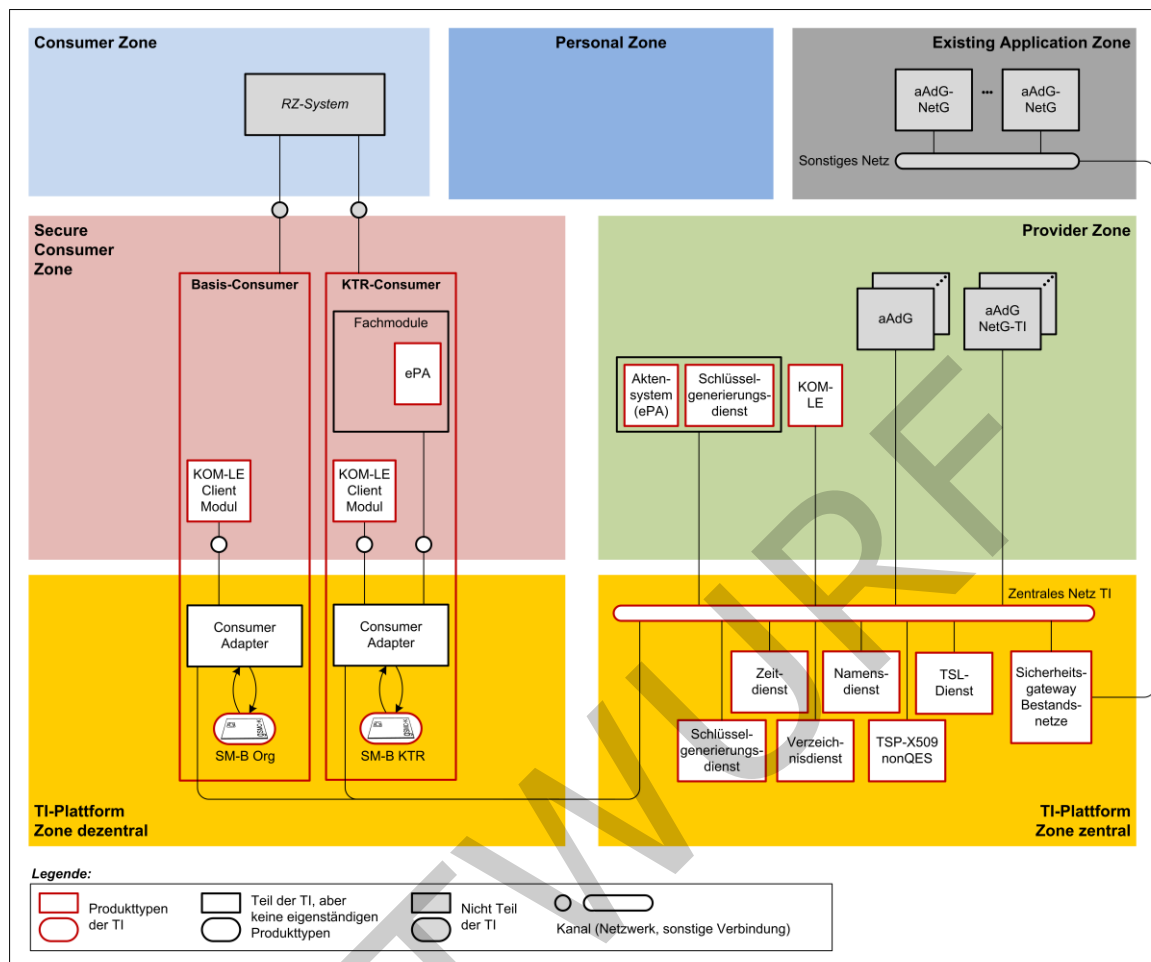 Consumer Zone
Personal Zone
Existing Application Zone
RZ-System
aAdG-
NetG
...
aAdG-
NetG
Sonstiges Netz
Secure
Consumer
Zone
Provider Zone
Basis-Consumer
KTR-Consumer
Fachmodule
ePA
aAdG
aAdG
NetG-TI
Akten-
system
(ePA)
Schlüssel-
generierungs-
dienst
KOM-
LE
KOM-LE
Client
Modul
KOM-LE
Client
Modul
Zentrales Netz TI
Consumer
Adapter
Consumer
Adapter
Zeit-
dienst
Namens-
dienst
TSL-
Dienst
Sicherheits-
gateway
Bestands-
netze
SM-B Org
SM-B KTR
Schlüssel-
generierungs-
dienst
Verzeich-
nisdienst
TSP-X509
nonQES
TI-Plattform
Zone dezentral
TI-Plattform
Zone zentral
Legende:
Produkttypen
der TI
Teil der TI, aber
keine eigenständigen
Produkttypen
Nicht Teil
der TI
Kanal (Netzwerk, sonstige Verbindung)
TWURF